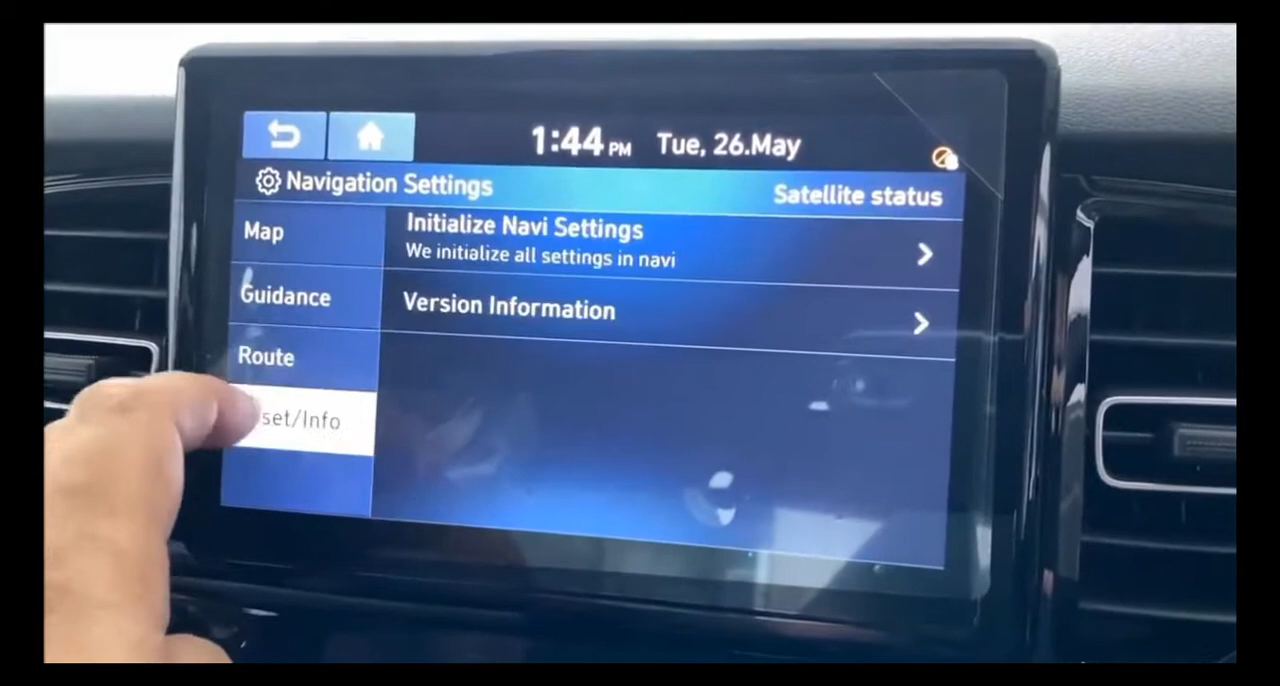 1:44 PM Tue, 26.May
Navigation Settings
Satellite status
Map
Initialize Navi Settings
We initialize all settings in navi
Guidance
Version Information
Route
set/Info